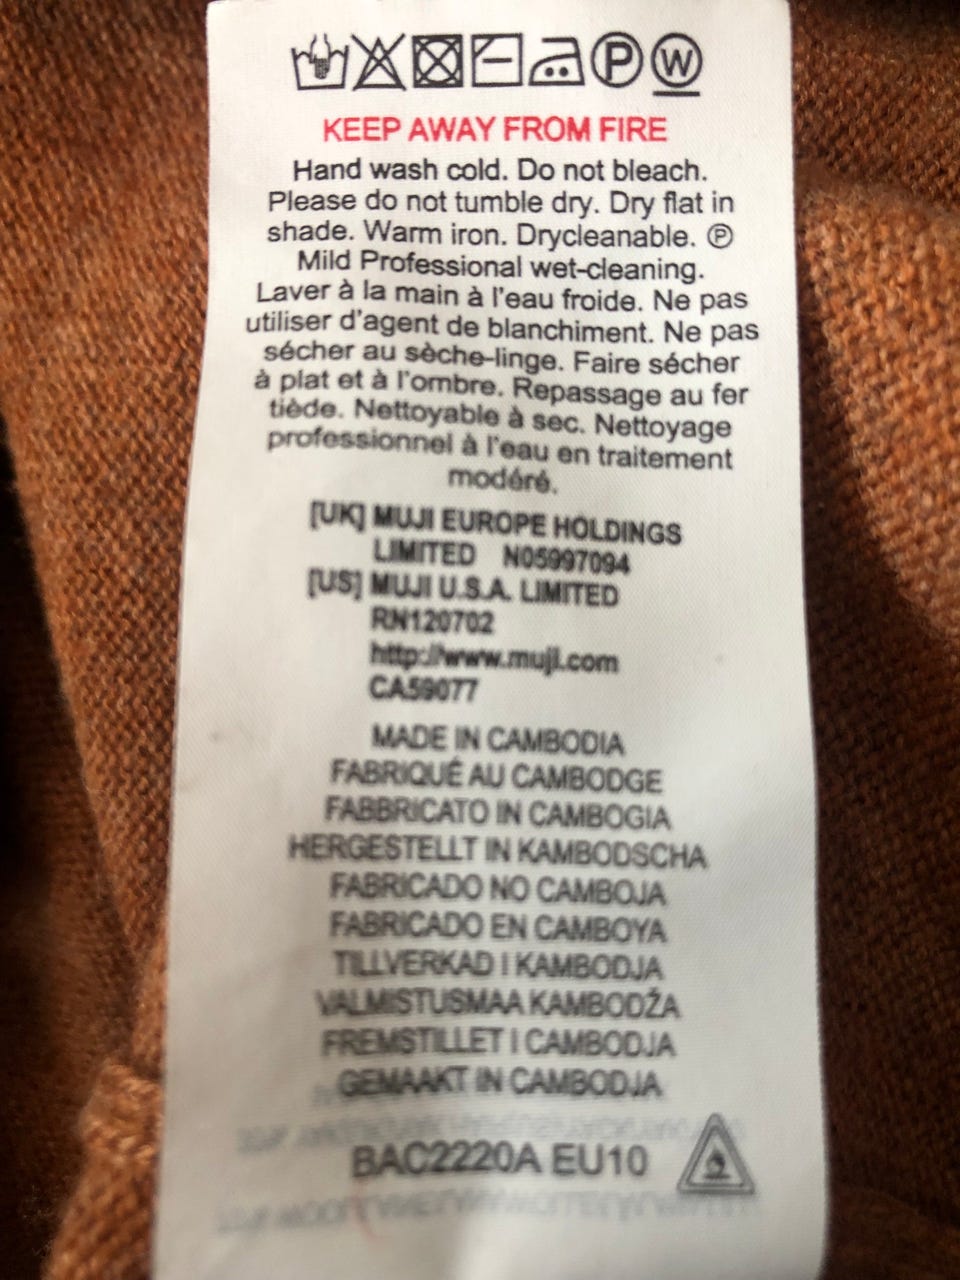 P W
KEEP AWAY FROM FIRE
Hand wash cold. Do not bleach.
Please do not tumble dry. Dry flat in
shade. Warm iron. Drycleanable. Ⓟ
Mild Professional wet-cleaning.
Laver à la main à l'eau froide. Ne pas
utiliser d'agent de blanchiment. Ne pas
sécher au sèche-linge. Faire sécher
à plat et à l'ombre. Repassage au fer
tiède. Nettoyable à sec. Nettoyage
professionnel à l'eau en traitement
modéré.
[UK] MUJI EUROPE HOLDINGS
LIMITED N05997094
[US] MUJI U.S.A. LIMITED
RN120702
http://www.muji.com
CA59077
MADE IN CAMBODIA
FABRIQUÉ AU CAMBODGE
FABBRICATO IN CAMBOGIA
HERGESTELLT IN KAMBODSCHA
FABRICADO NO CAMBOJA
FABRICADO EN CAMBOYA
TILLVERKAD I KAMBODJA
VALMISTUSMAA KAMBODŽA
FREMSTILLET I CAMBODJA
GEMAAKT IN CAMBODJA
BAC2220A EU10